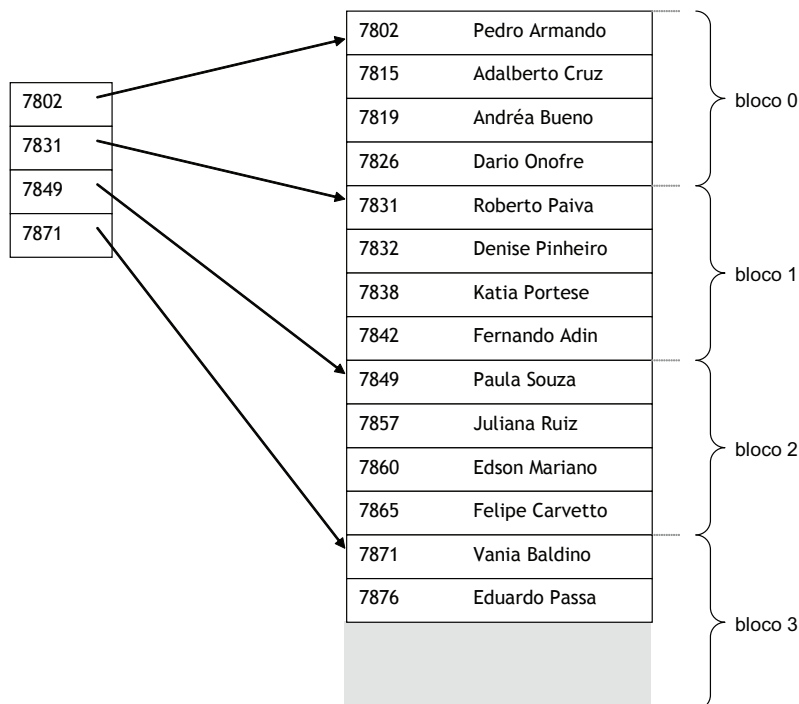 7802
7831
7849
7871
7802 Pedro Armando
7815 Adalberto Cruz
7819 Andréa Bueno
7826 Dario Onofre
bloco 0
7831 Roberto Paiva
7832 Denise Pinheiro
7838 Katia Portese
7842 Fernando Adin
bloco 1
7849 Paula Souza
7857 Juliana Ruiz
7860 Edson Mariano
7865 Felipe Carvetto
bloco 2
7871 Vania Baldino
7876 Eduardo Passa
bloco 3